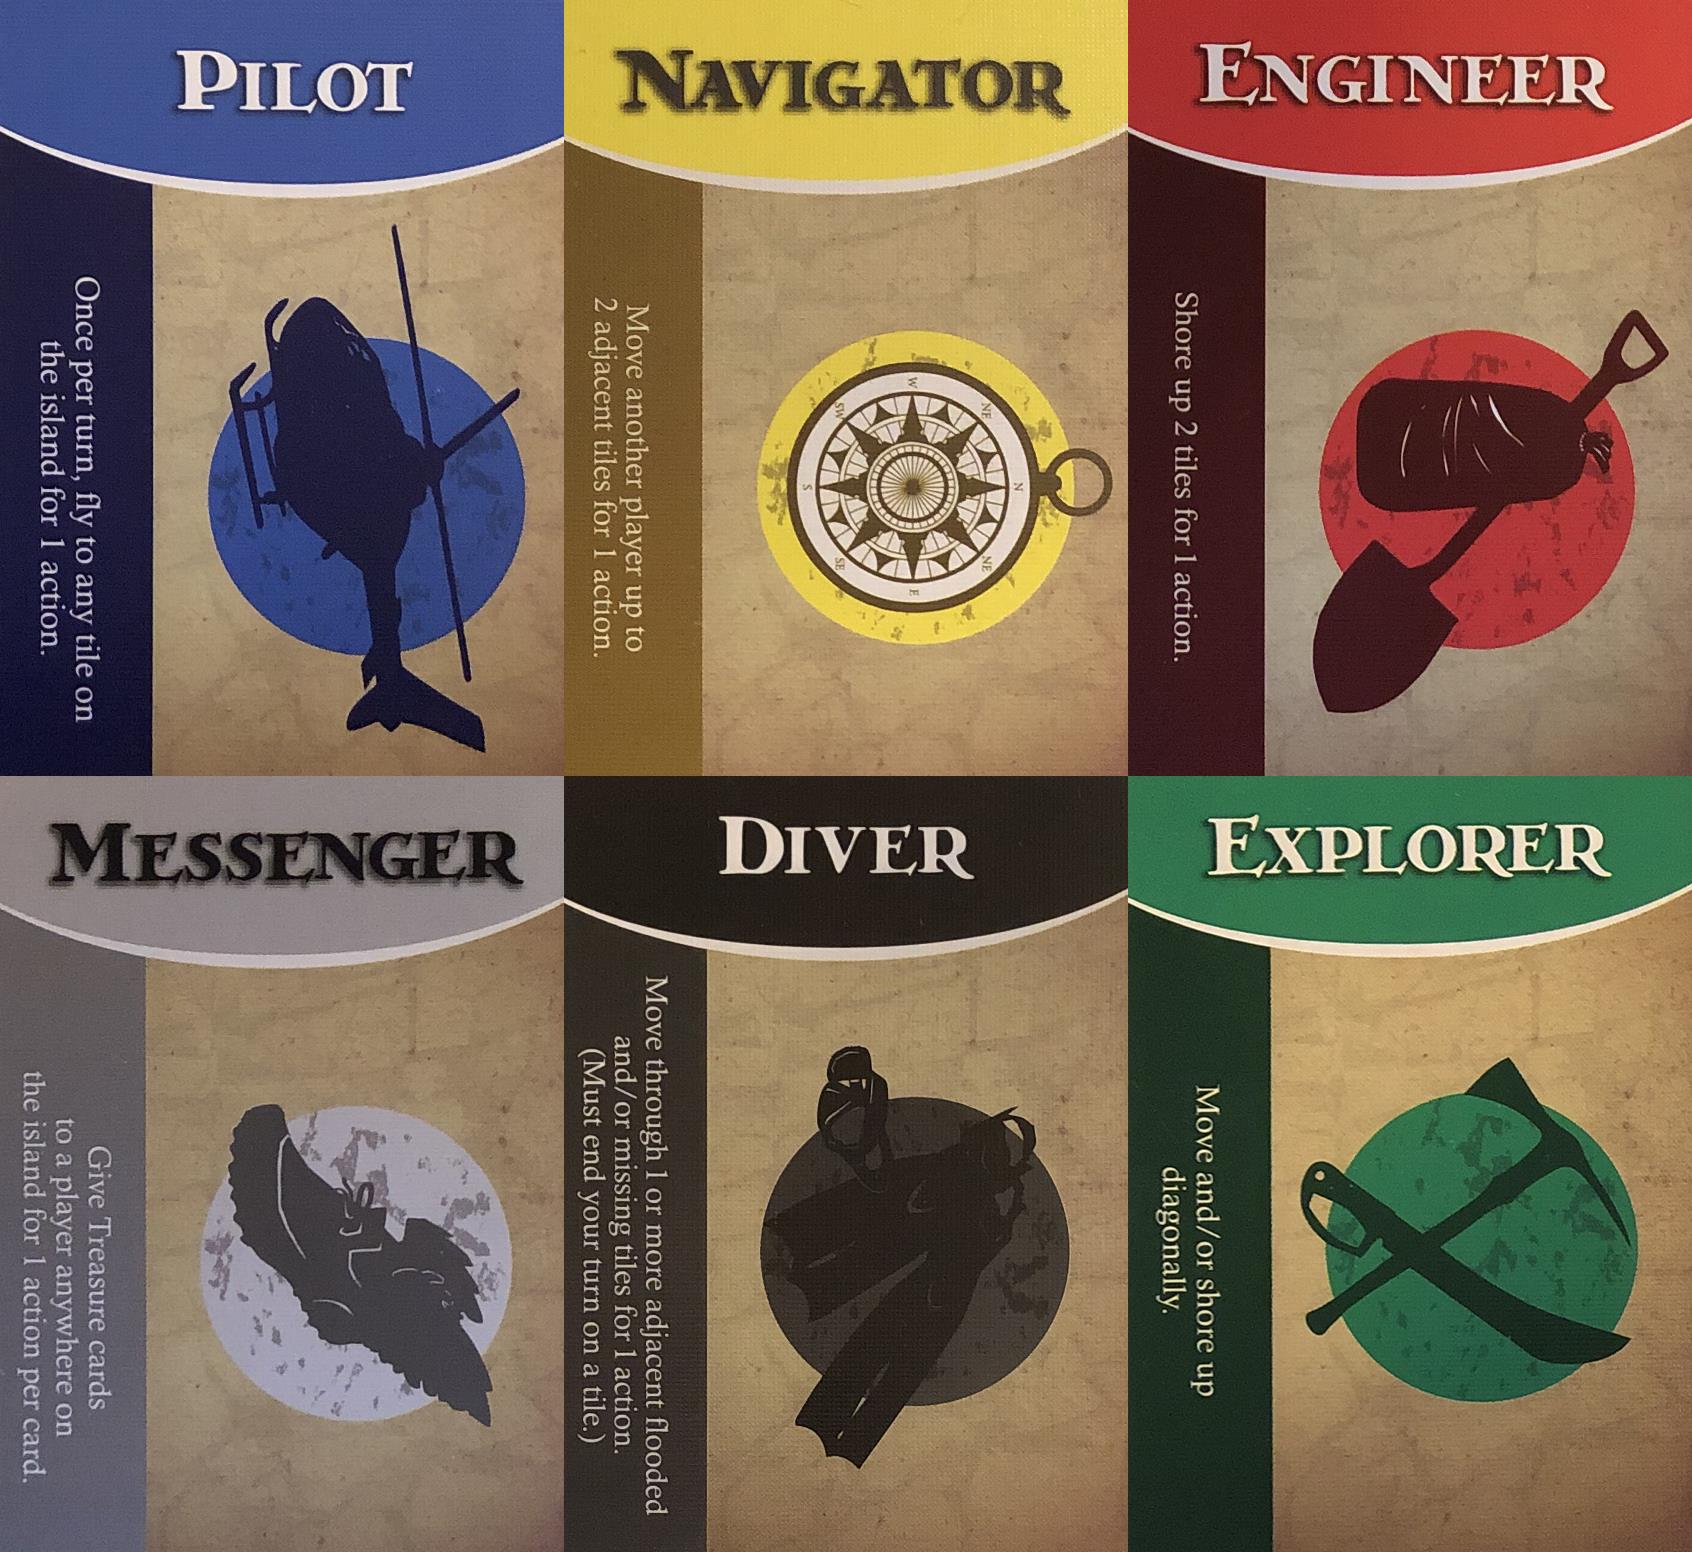 PILOT
Once per turn, fly to any tile on
the island for 1 action.
NAVIGATOR
Move another player up to
2 adjacent tiles for 1 action.
W
NE
N
NE
E
SE
S
SW
ENGINEER
Shore up 2 tiles for 1 action.
MESSENGER
Give Treasure cards
to a player anywhere on
the island for 1 action per card.
DIVER
Move through 1 or more adjacent flooded
and/or missing tiles for 1 action.
(Must end your turn on a tile.)
EXPLORER
Move and/or shore up
diagonally.